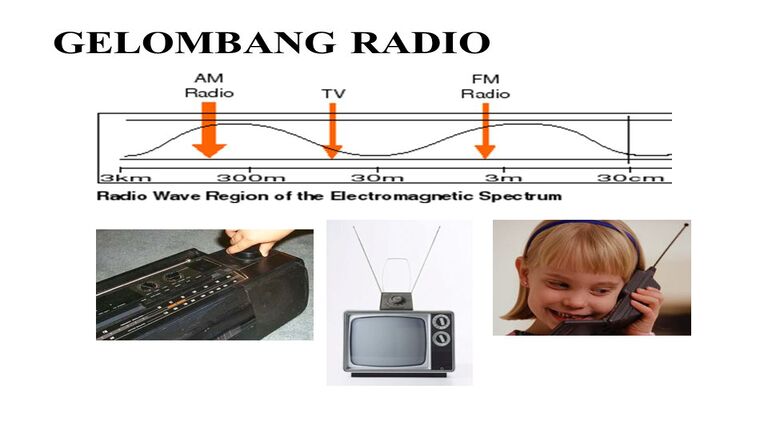 GELOMBANG RADIO
AM
Radio
TV
FM
Radio
3km 300m 30m 3m 30cm
Radio Wave Region of the Electromagnetic Spectrum